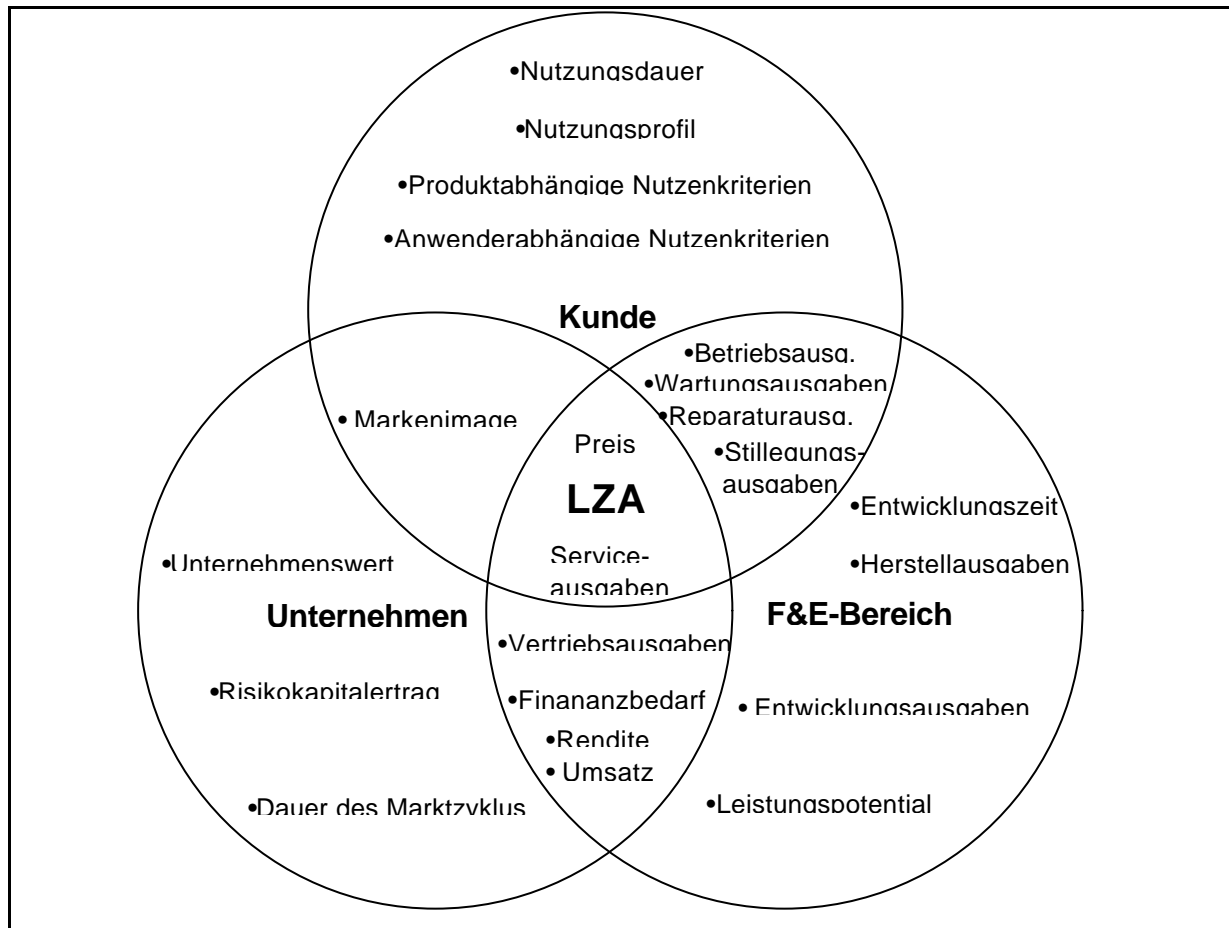 •Nutzungsdauer
•Nutzungsprofil
•Produktabhängige Nutzenkriterien
•Anwenderabhängige Nutzenkriterien
Kunde
•Betriebsausg.
•Wartungsausgaben
•Reparaturausg.
•Stillegungs-
ausgaben
• Markenimage
Preis
LZA
Service-
ausgaben
•Entwicklungszeit
•Herstellausgaben
F&E-Bereich
• Entwicklungsausgaben
•Leistungspotential
•Unternehmenswert
Unternehmen
•Risikokapitalertrag
•Dauer des Marktzyklus
•Vertriebsausgaben
•Finananzbedarf
•Rendite
• Umsatz